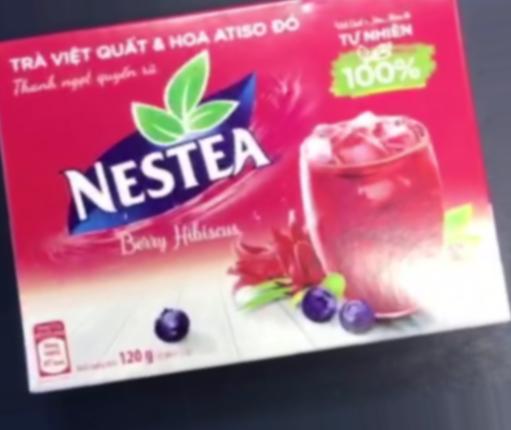 TRÀ VIỆT QUẤT & HOA ATISO ĐỎ
Thanh ngọt quyến rũ
TỰ NHIÊN
100%
NESTEA
Berry Hibiscus
120 g